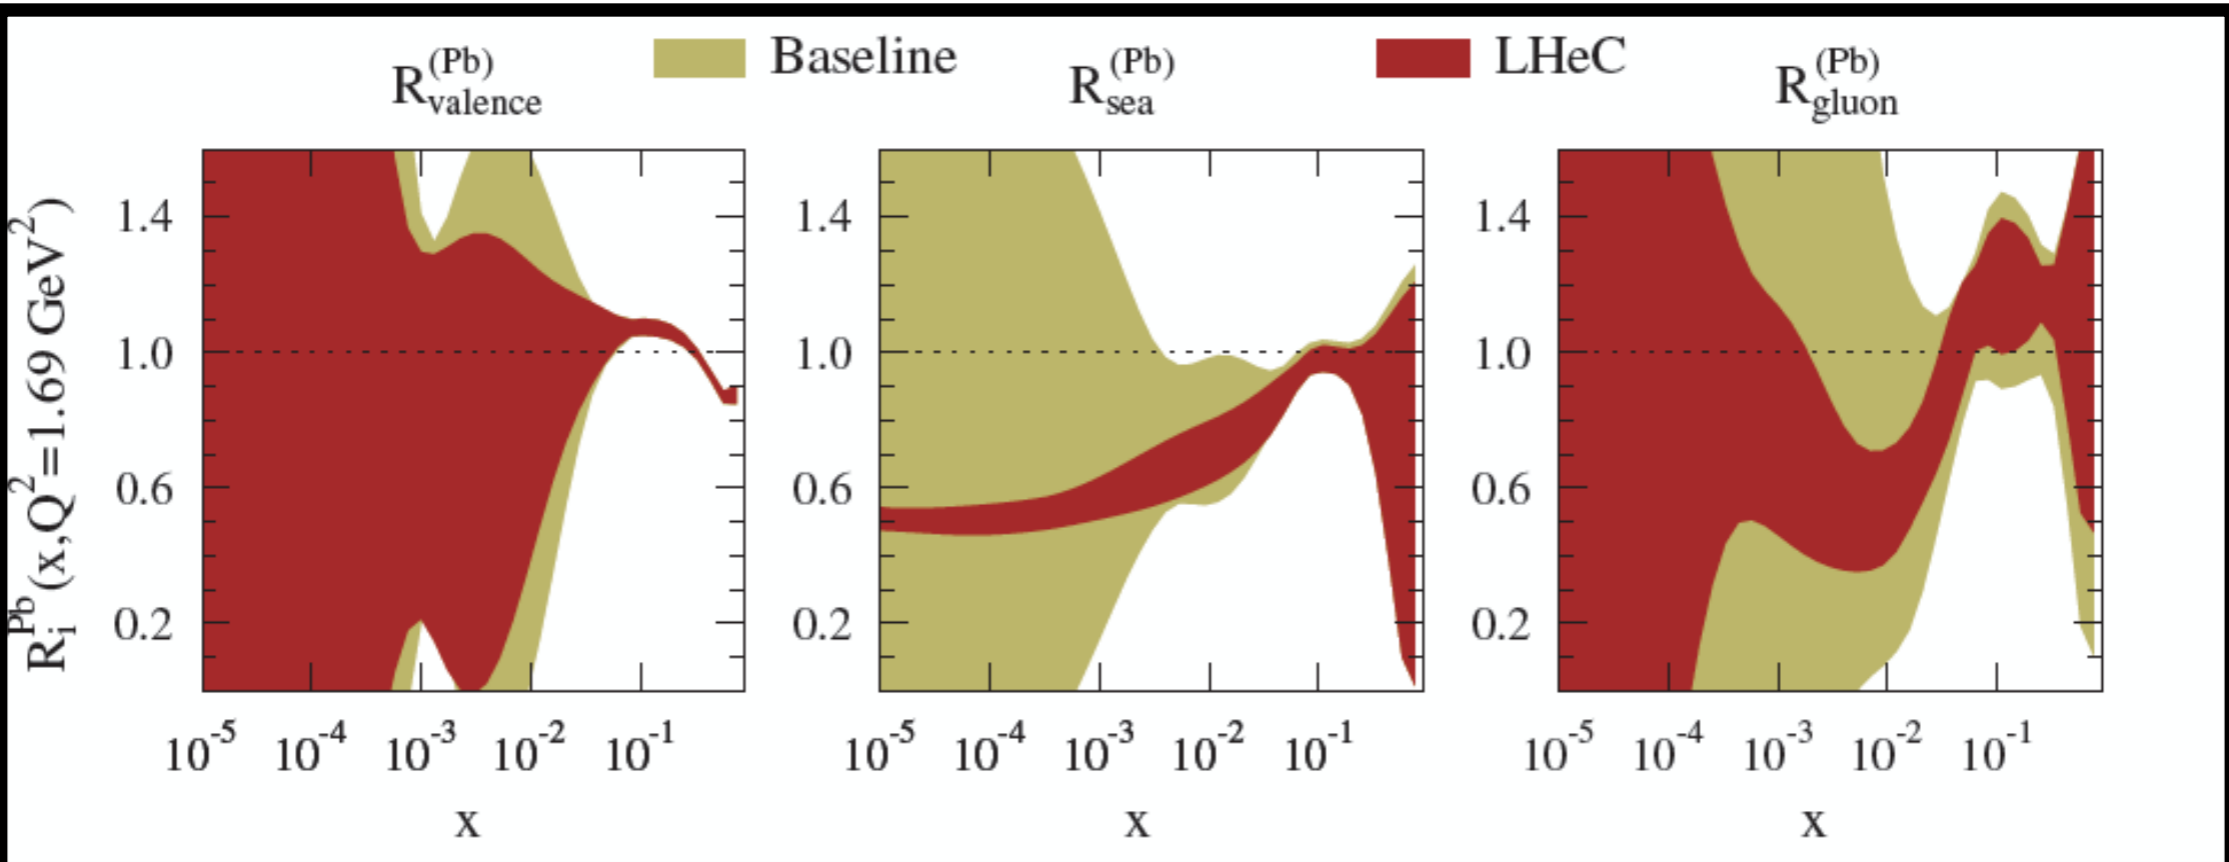 R_valence^(Pb) Baseline R_sea^(Pb) LHeC R_gluon^(Pb)
R_i^Pb (x,Q^2=1.69 GeV^2)
1.4 1.4 1.4
1.0 1.0 1.0
0.6 0.6 0.6
0.2 0.2 0.2
10^-5 10^-4 10^-3 10^-2 10^-1 10^-5 10^-4 10^-3 10^-2 10^-1 10^-5 10^-4 10^-3 10^-2 10^-1
x x x